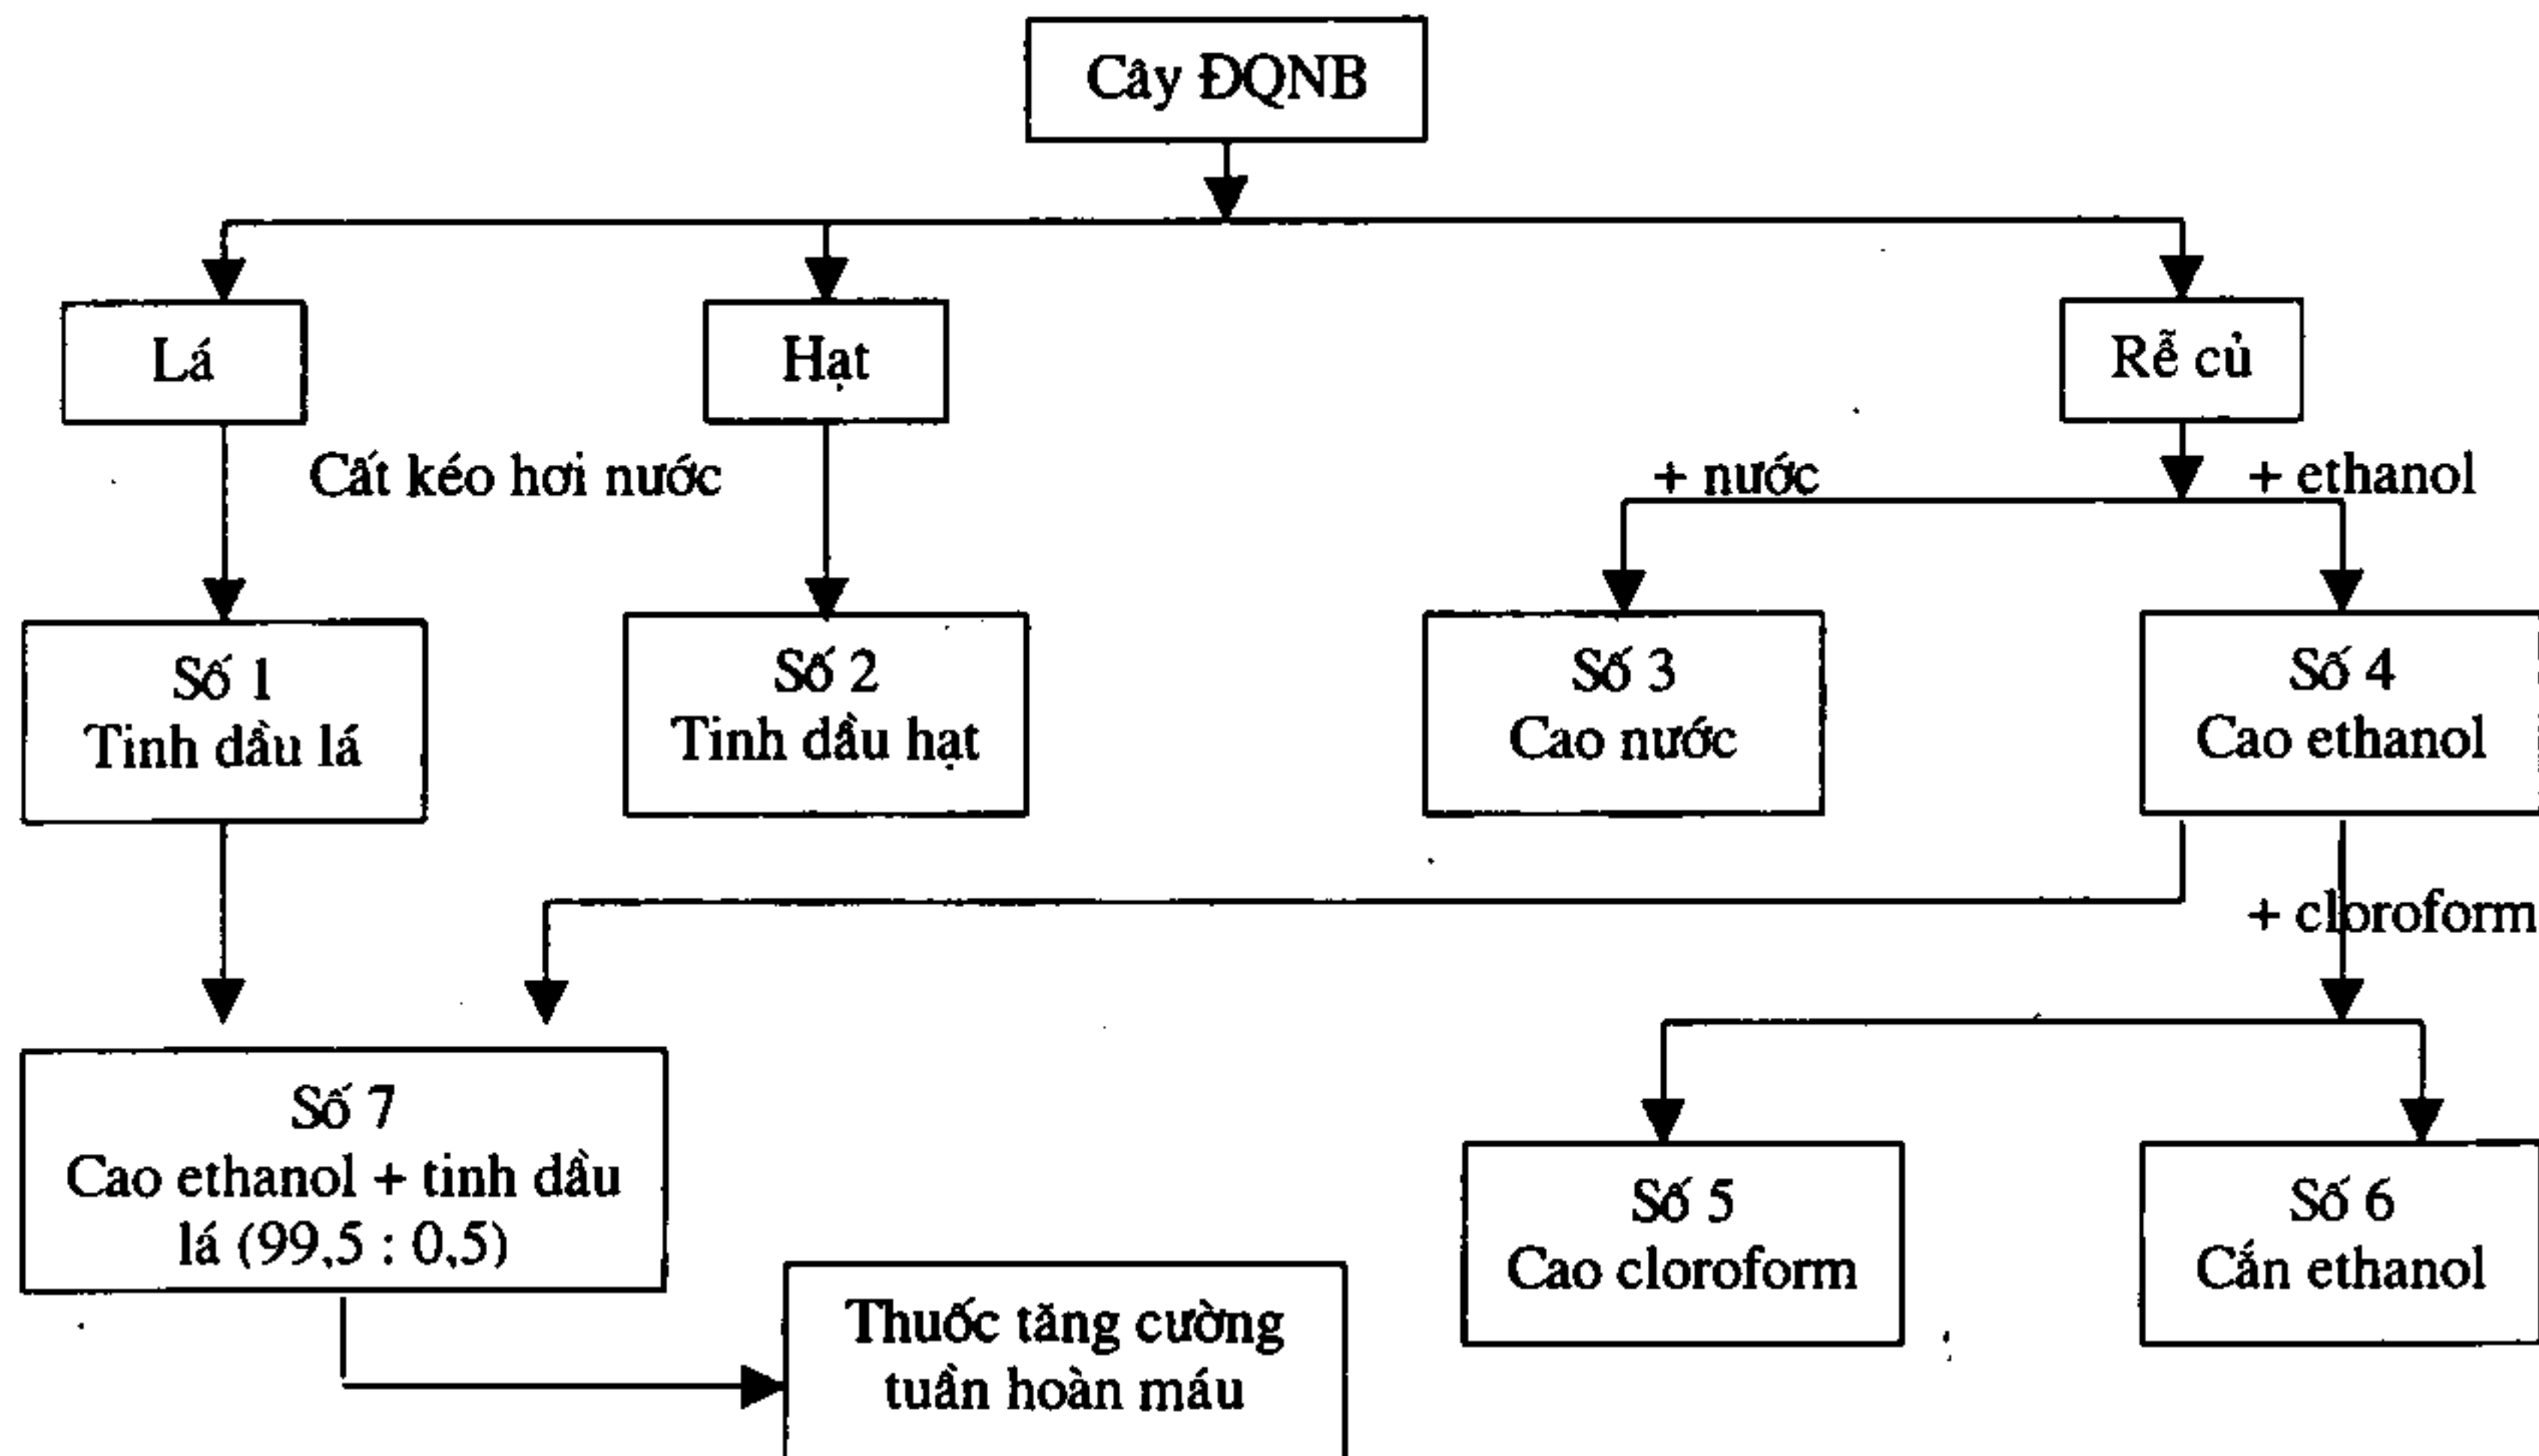 Cây ĐQNB
Lá
Hạt
Rễ củ
Cất kéo hơi nước
+ nước
+ ethanol
Số 1
Tinh dầu lá
Số 2
Tinh dầu hạt
Số 3
Cao nước
Số 4
Cao ethanol
+ cloroform
Số 7
Cao ethanol + tinh dầu
lá (99,5 : 0,5)
Số 5
Cao cloroform
Số 6
Cắn ethanol
Thuốc tăng cường
tuần hoàn máu